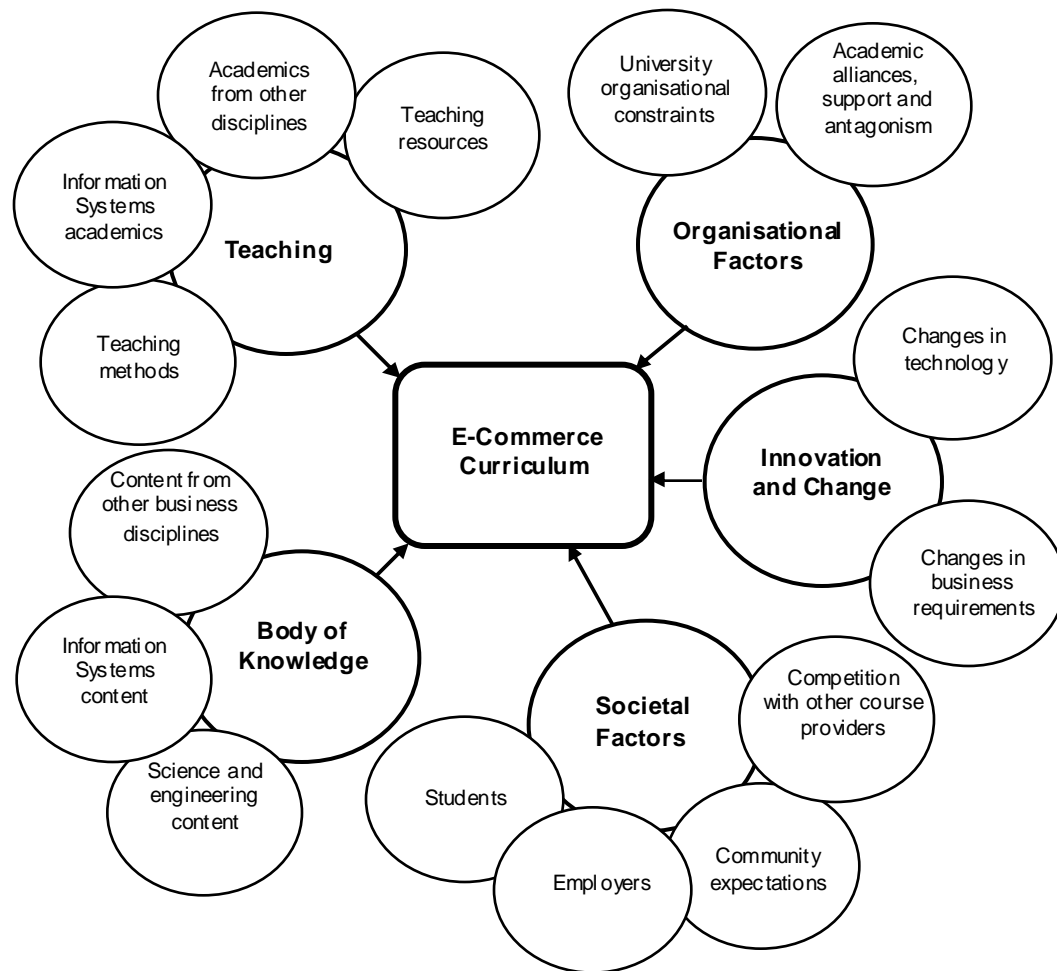 Academics
from other
disciplines
Teaching
resources
Information
Systems
academics
Teaching
Teaching
methods
University
organisational
constraints
Academic
alliances,
support and
antagonism
Organisational
Factors
Changes in
technology
Innovation
and Change
Changes in
business
requirements
E-Commerce
Curriculum
Content from
other business
disciplines
Information
Systems
content
Body of
Knowledge
Science and
engineering
content
Societal
Factors
Competition
with other course
providers
Students
Employers
Community
expectations